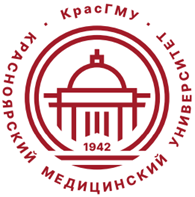 · КрасГМУ ·
КРАСНОЯРСКИЙ МЕДИЦИНСКИЙ УНИВЕРСИТЕТ
1942